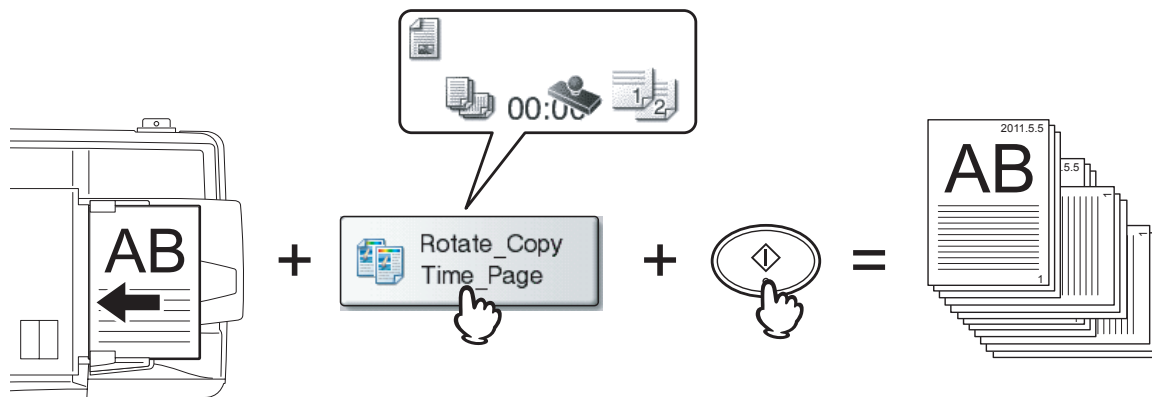 00:00
1 2
AB
+
Rotate_Copy
Time_Page
+
=
2011.5.5
AB
5.5
1
1
1